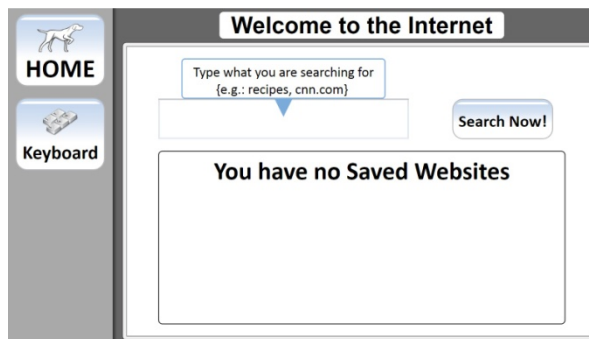 Welcome to the Internet
HOME
Type what you are searching for
{e.g.: recipes, cnn.com}
Search Now!
Keyboard
You have no Saved Websites